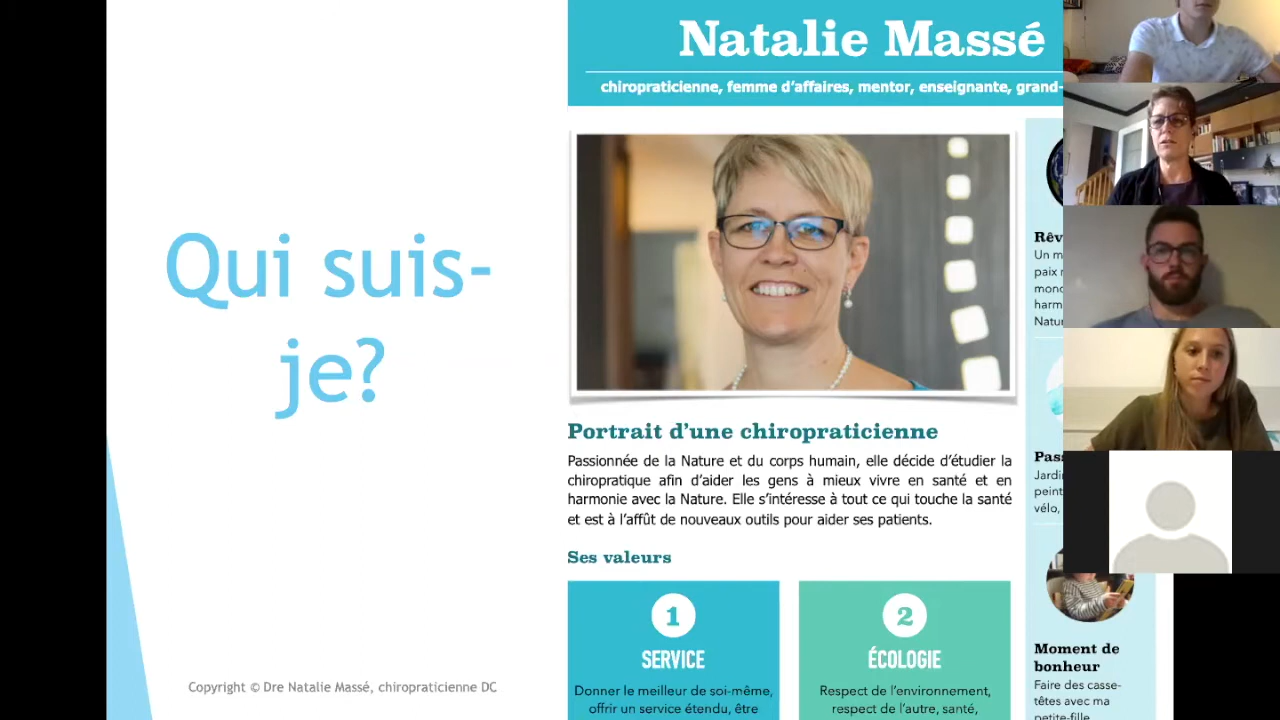 Qui suis-
je?
Copyright © Dre Natalie Massé, chiropraticienne DC
Natalie Massé
chiropraticienne, femme d'affaires, mentor, enseignante, grand-
Portrait d'une chiropraticienne
Passionnée de la Nature et du corps humain, elle décide d'étudier la
chiropratique afin d'aider les gens à mieux vivre en santé et en
harmonie avec la Nature. Elle s'intéresse à tout ce qui touche la santé
et est à l'affût de nouveaux outils pour aider ses patients.
Ses valeurs
1
SERVICE
Donner le meilleur de soi-même,
offrir un service étendu, être
2
ÉCOLOGIE
Respect de l'environnement,
respect de l'autre, santé,
Un m
paix
mond
harm
Natur
Pass
Jardi
peint
vélo,
Moment de
bonheur
Faire des casse-
têtes avec ma
petite-fille